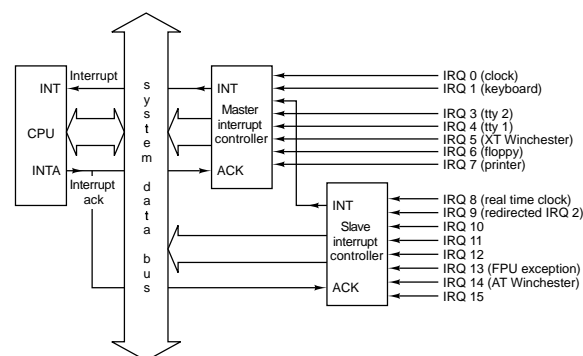 INT
CPU
INTA
Interrupt
Interrupt
ack
system data bus
INT
Master
interrupt
controller
ACK
IRQ 0 (clock)
IRQ 1 (keyboard)
IRQ 3 (tty 2)
IRQ 4 (tty 1)
IRQ 5 (XT Winchester)
IRQ 6 (floppy)
IRQ 7 (printer)
INT
Slave
interrupt
controller
ACK
IRQ 8 (real time clock)
IRQ 9 (redirected IRQ 2)
IRQ 10
IRQ 11
IRQ 12
IRQ 13 (FPU exception)
IRQ 14 (AT Winchester)
IRQ 15